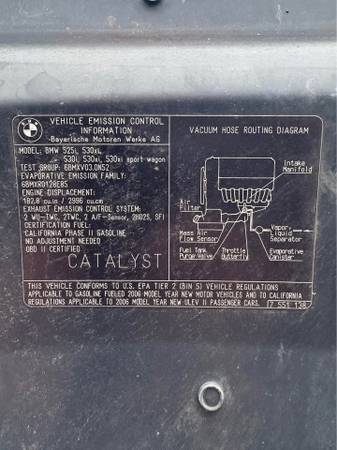 BMW
VEHICLE EMISSION CONTROL
INFORMATION
Bayerische Motoren Werke AG
MODEL: BMW 525i, 530xi,
530i, 530xi, 530xi sport wagon
TEST GROUP: 6BMXV03.0N52
EVAPORATIVE EMISSION FAMILY:
6BMXR0128E85
ENGINE DISPLACEMENT:
182.8 cu.in / 2996 ccm
EXHAUST EMISSION CONTROL SYSTEM:
2 WU-TWC, 2TWC, 2 A/F-Sensor, 2HO2S, SFI
CERTIFICATION FUEL:
CALIFORNIA PHASE II GASOLINE
NO ADJUSTMENT NEEDED
OBD II CERTIFIED
CATALYST
VACUUM HOSE ROUTING DIAGRAM
Intake
Manifold
Air
Filter
Mass Air
Flow Sensor
Throttle
Butterfly
Vapor-
Liquid
Separator
Fuel Tank
Purge Valve
Evaporative
Canister
THIS VEHICLE CONFORMS TO U.S. EPA TIER 2 (BIN 5) VEHICLE REGULATIONS
APPLICABLE TO GASOLINE FUELED 2006 MODEL YEAR NEW MOTOR VEHICLES AND TO CALIFORNIA
REGULATIONS APPLICABLE TO 2006 MODEL YEAR NEW ULEV II PASSENGER CARS.
7 551 138